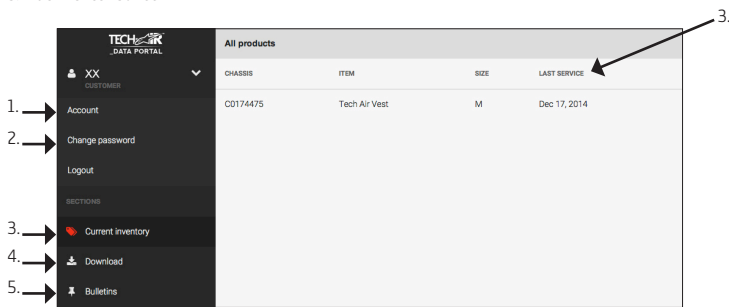 3.
TECH AIR
_DATA PORTAL
XX
CUSTOMER
1. Account
2. Change password
Logout
SECTIONS
3. Current inventory
4. Download
5. Bulletins
All products
CHASSIS ITEM SIZE LAST SERVICE
C0174475 Tech Air Vest M Dec 17, 2014